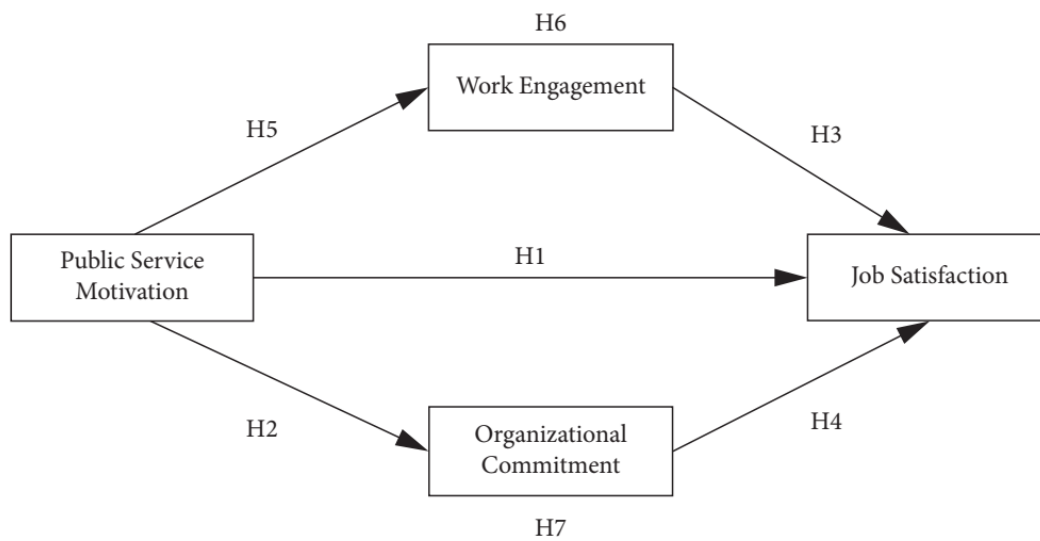 H6
Work Engagement
H5
H3
Public Service
Motivation
H1
Job Satisfaction
H2
Organizational
Commitment
H4
H7